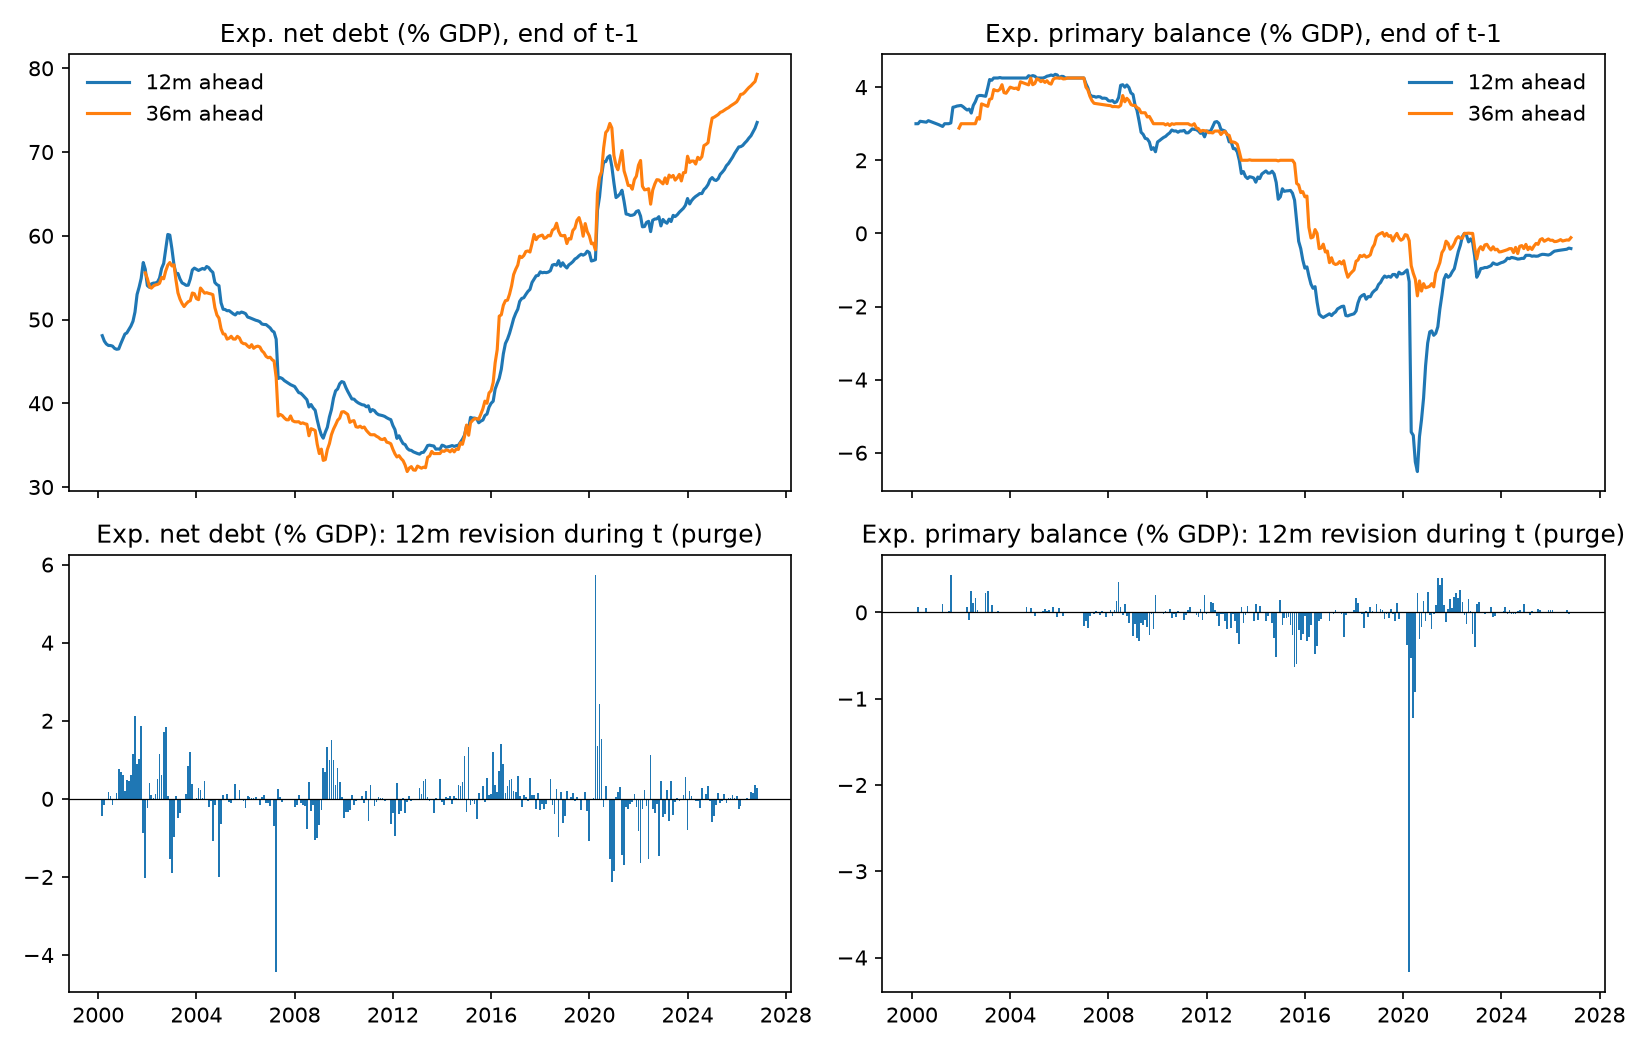 Exp. net debt (% GDP), end of t-1
80
70
60
50
40
30
12m ahead
36m ahead
Exp. primary balance (% GDP), end of t-1
4
2
0
−2
−4
−6
12m ahead
36m ahead
Exp. net debt (% GDP): 12m revision during t (purge)
6
4
2
0
−2
−4
2000 2004 2008 2012 2016 2020 2024 2028
Exp. primary balance (% GDP): 12m revision during t (purge)
0
−1
−2
−3
−4
2000 2004 2008 2012 2016 2020 2024 2028